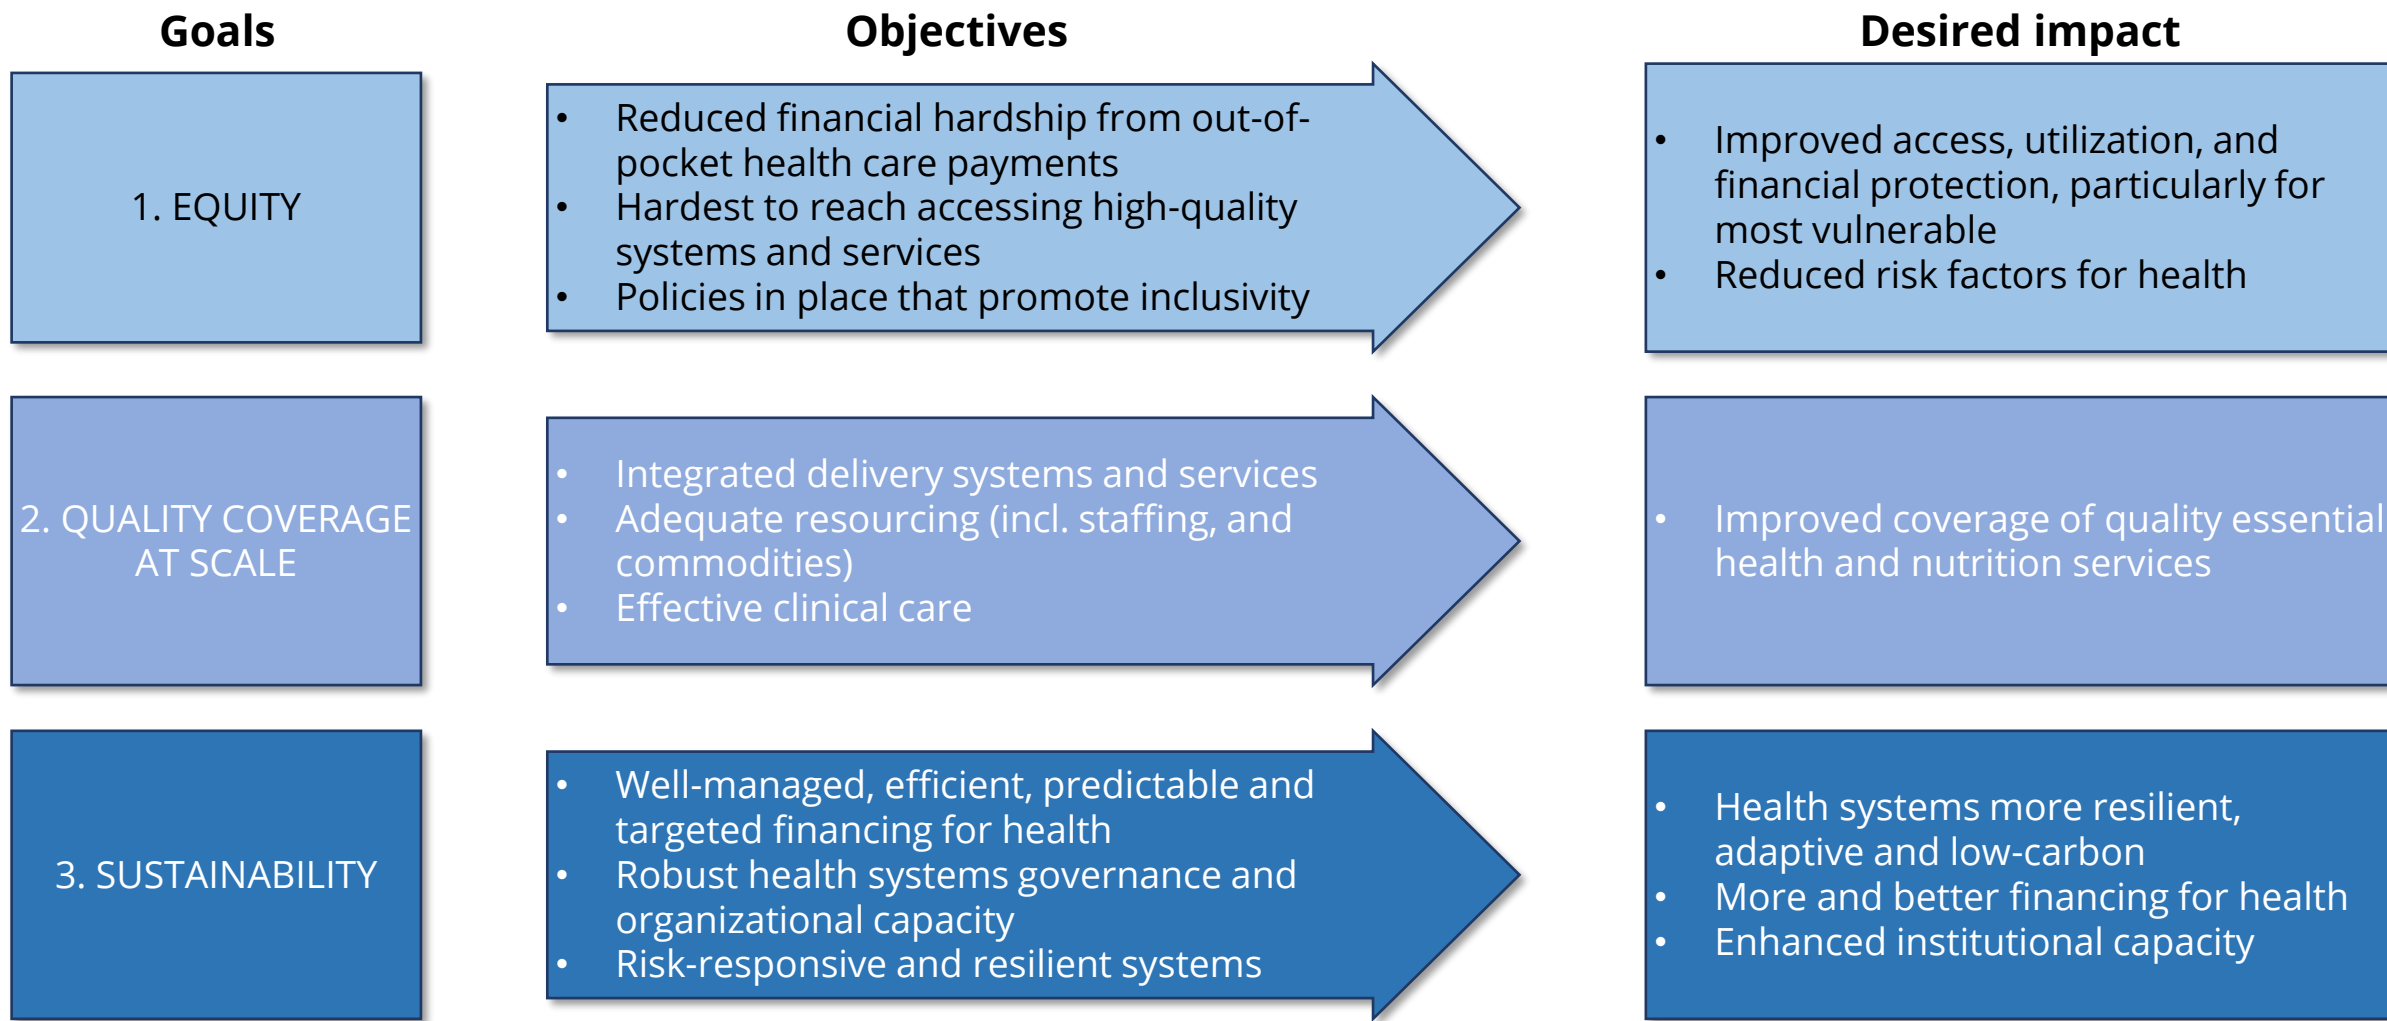 Goals
Objectives
Desired impact
1. EQUITY
• Reduced financial hardship from out-of-
pocket health care payments
• Hardest to reach accessing high-quality
systems and services
• Policies in place that promote inclusivity
• Improved access, utilization, and
financial protection, particularly for
most vulnerable
• Reduced risk factors for health
2. QUALITY COVERAGE
AT SCALE
• Integrated delivery systems and services
• Adequate resourcing (incl. staffing, and
commodities)
• Effective clinical care
• Improved coverage of quality essential
health and nutrition services
3. SUSTAINABILITY
• Well-managed, efficient, predictable and
targeted financing for health
• Robust health systems governance and
organizational capacity
• Risk-responsive and resilient systems
• Health systems more resilient,
adaptive and low-carbon
• More and better financing for health
• Enhanced institutional capacity